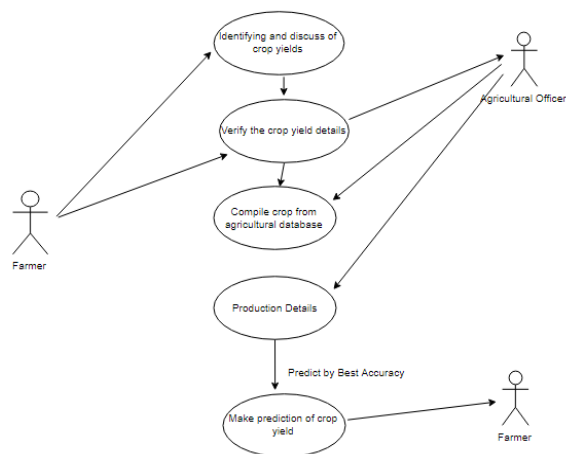 Identifying and discuss of
crop yields
Agricultural Officer
Verify the crop yield details
Compile crop from
agricultural database
Farmer
Production Details
Predict by Best Accuracy
Make prediction of crop
yield
Farmer